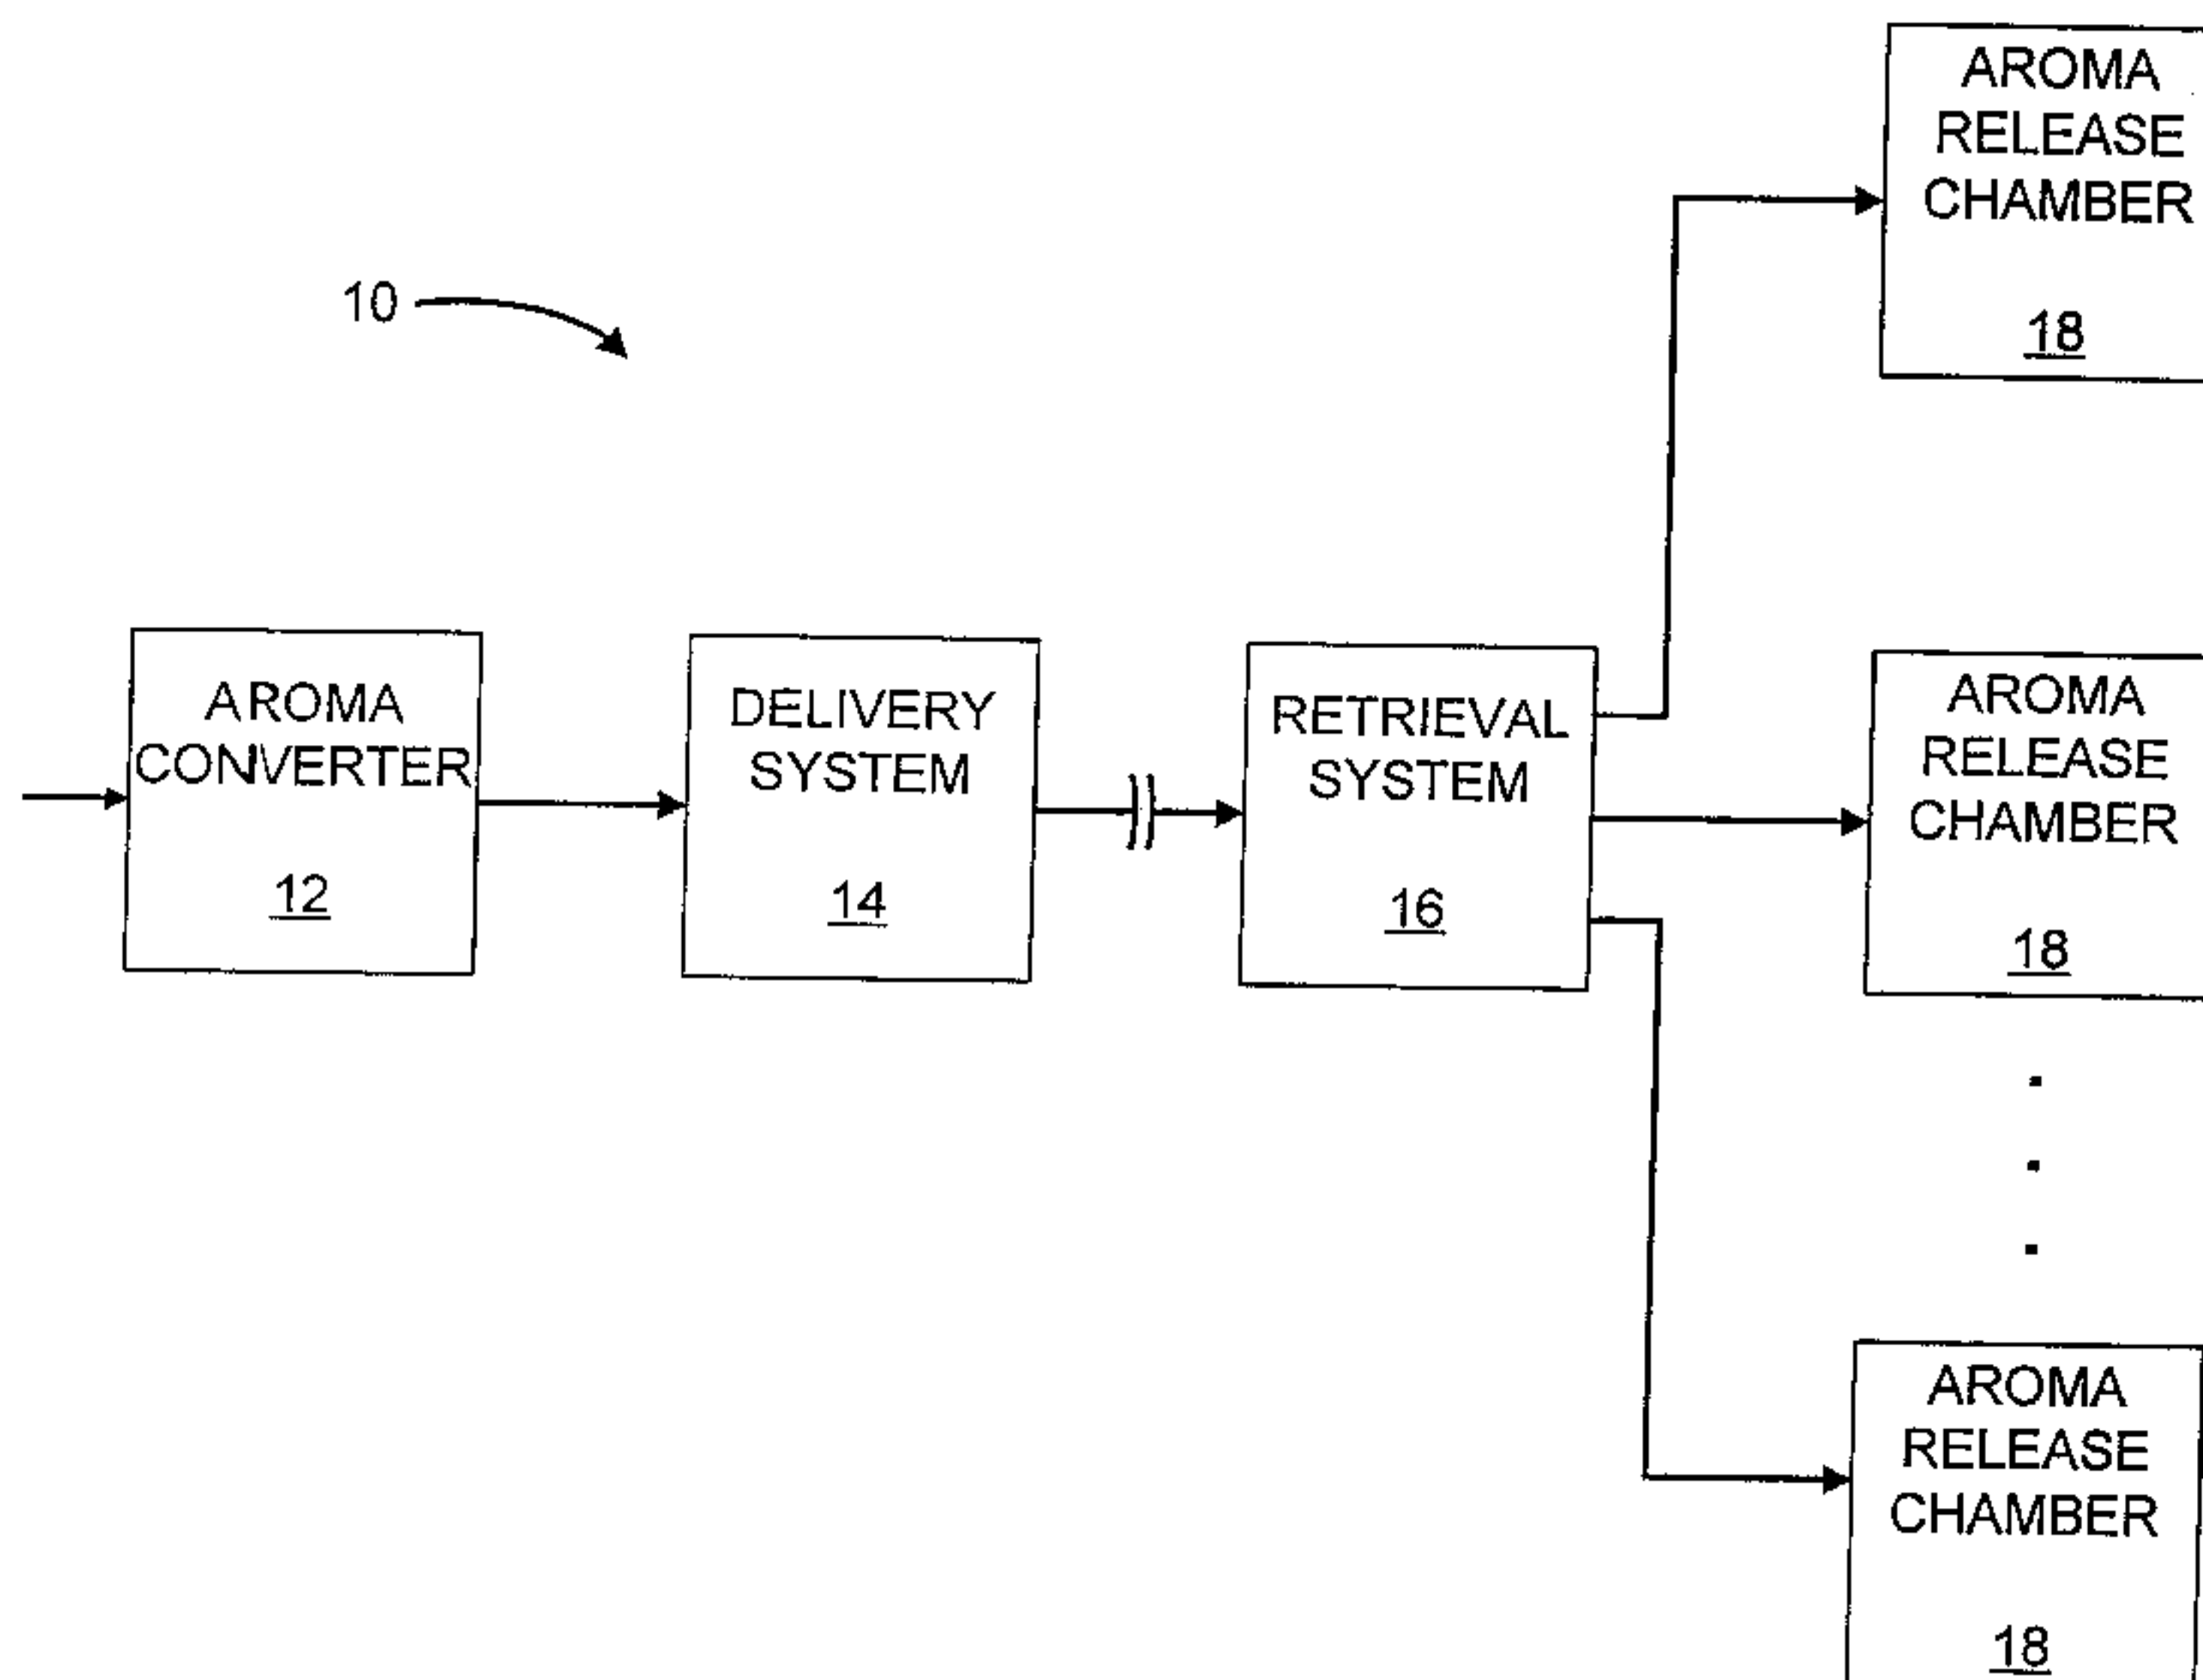 10
AROMA
CONVERTER
12
DELIVERY
SYSTEM
14
RETRIEVAL
SYSTEM
16
AROMA
RELEASE
CHAMBER
18
AROMA
RELEASE
CHAMBER
18
AROMA
RELEASE
CHAMBER
18